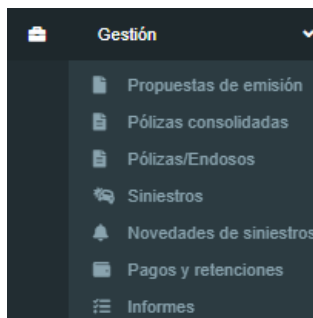 Gestión
Propuestas de emisión
Pólizas consolidadas
Pólizas/Endosos
Siniestros
Novedades de siniestros
Pagos y retenciones
Informes